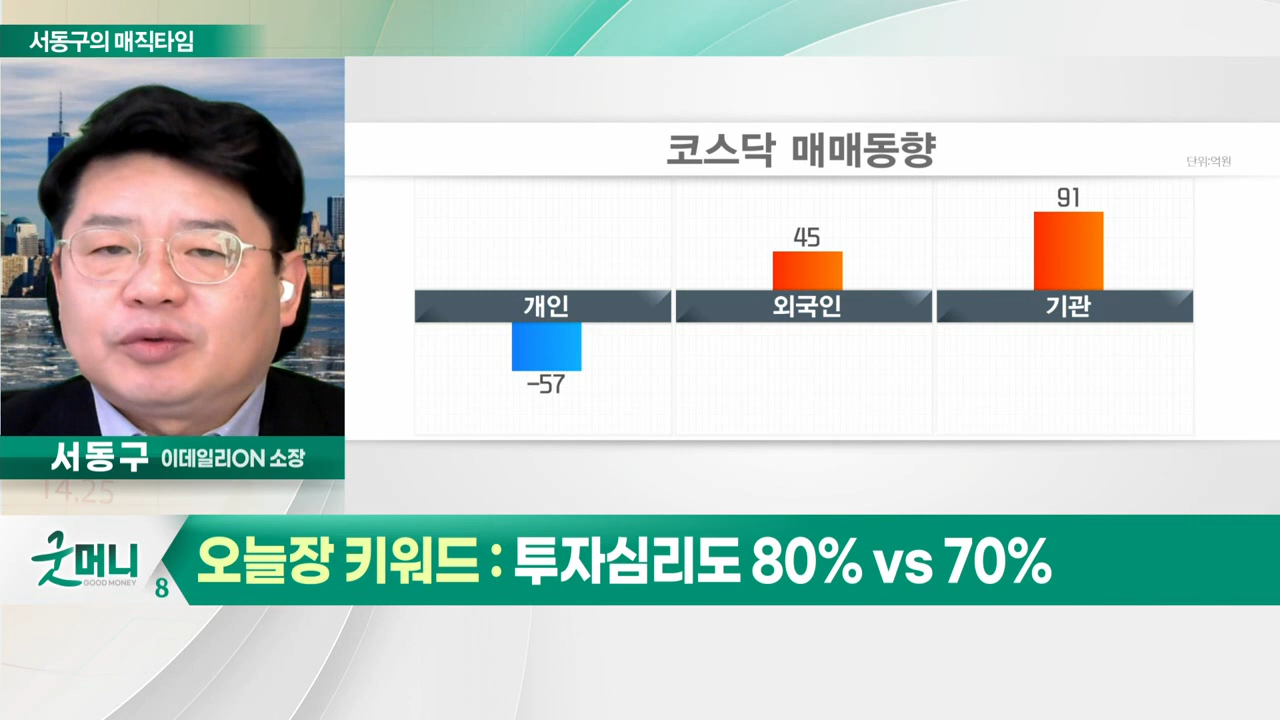 서동구의 매직타임
코스닥 매매동향
단위:억원
91
45
개인
외국인
기관
-57
서동구 이데일리ON 소장
14.25
굿머니
GOOD MONEY
8
오늘장 키워드 : 투자심리도 80% vs 70%